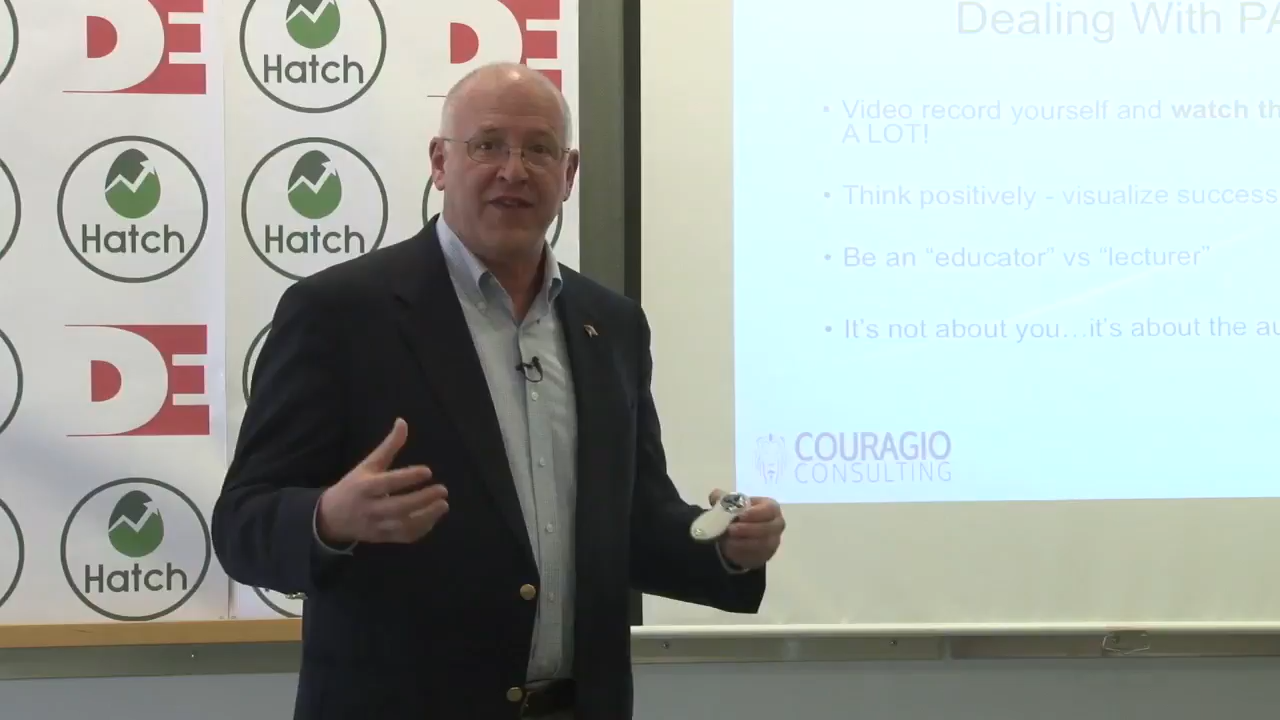 DE
Hatch
DE
Hatch
Hatch
DE
Hatch
Dealing With PA
• Video record yourself and watch th
A LOT!
• Think positively - visualize success
• Be an “educator” vs “lecturer”
• It's not about you...it's about the au
COURAGIO
CONSULTING